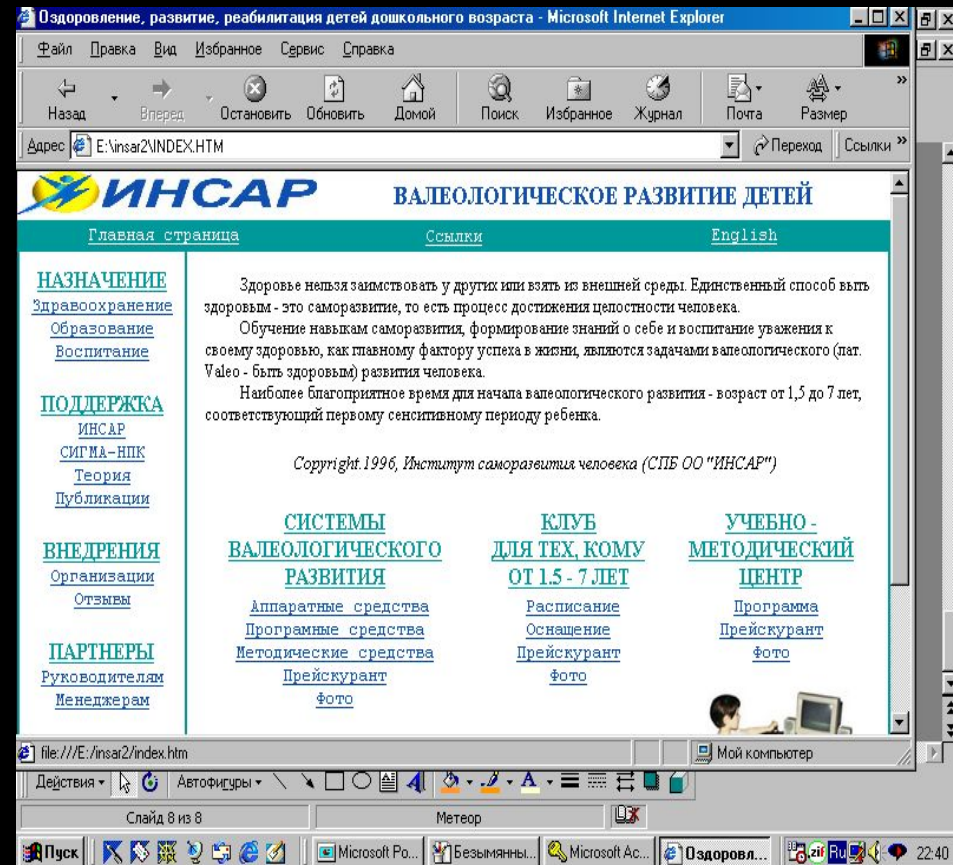 Оздоровление, развитие, реабилитация детей дошкольного возраста - Microsoft Internet Explorer
Файл Правка Вид Избранное Сервис Справка
Назад Вперед Остановить Обновить Домой Поиск Избранное Журнал Почта Размер »
Адрес E:\insar2\INDEX.HTM Переход Ссылки »
ИНСАР ВАЛЕОЛОГИЧЕСКОЕ РАЗВИТИЕ ДЕТЕЙ
Главная страница Ссылки English
НАЗНАЧЕНИЕ
Здравоохранение
Образование
Воспитание
ПОДДЕРЖКА
ИНСАР
СИГМА-НПК
Теория
Публикации
ВНЕДРЕНИЯ
Организации
Отзывы
ПАРТНЕРЫ
Руководителям
Менеджерам
Здоровье нельзя заимствовать у других или взять из внешней среды. Единственный способ выть
здоровым - это саморазвитие, то есть процесс достижения целостности человека.
Обучение навыкам саморазвития, формирование знаний о себе и воспитание уважения к
своему здоровью, как главному фактору успеха в жизни, являются задачами валеологического (лат.
Valeo - быть здоровым) развития человека.
Наиболее благоприятное время для начала валеологического развития - возраст от 1,5 до 7 лет,
соответствующий первому сенситивному периоду ребенка.
Copyright.1996, Институт саморазвития человека (СПБ ОО "ИНСАР")
СИСТЕМЫ
ВАЛЕОЛОГИЧЕСКОГО
РАЗВИТИЯ
Аппаратные средства
Програмные средства
Методические средства
Прейскурант
Фото
КЛУБ
ДЛЯ ТЕХ, КОМУ
ОТ 1.5 - 7 ЛЕТ
Расписание
Оснащение
Прейскурант
Фото
УЧЕБНО -
МЕТОДИЧЕСКИЙ
ЦЕНТР
Программа
Прейскурант
Фото
file:///E:/insar2/index.htm Мой компьютер
Действия Автофигуры
Слайд 8 из 8 Метеор
Пуск Microsoft Po... Безымянны... Microsoft Ac... Оздоровл... zif Ru 22:40